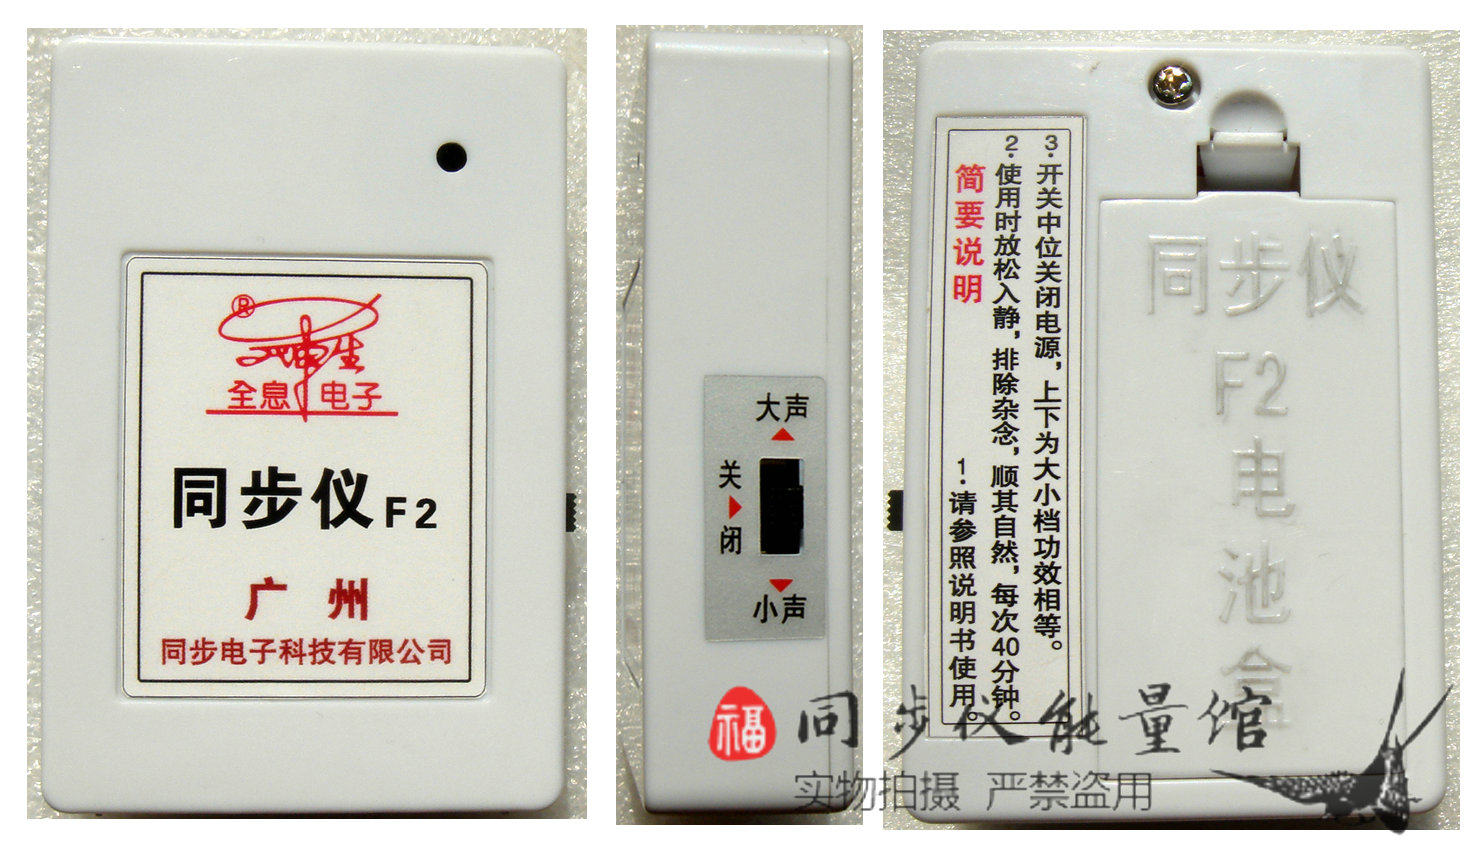 ®
坤生
全息电子
同步仪F2
广州
同步电子科技有限公司
大声
关
闭
小声
简要说明
1.请参照说明书使用。
2.使用时放松入静，排除杂念，顺其自然，每次40分钟。
3.开关中位关闭电源，上下为大小档功效相等。
同步仪
F2
电
池
盒
福
同步仪能量馆
实物拍摄 严禁盗用